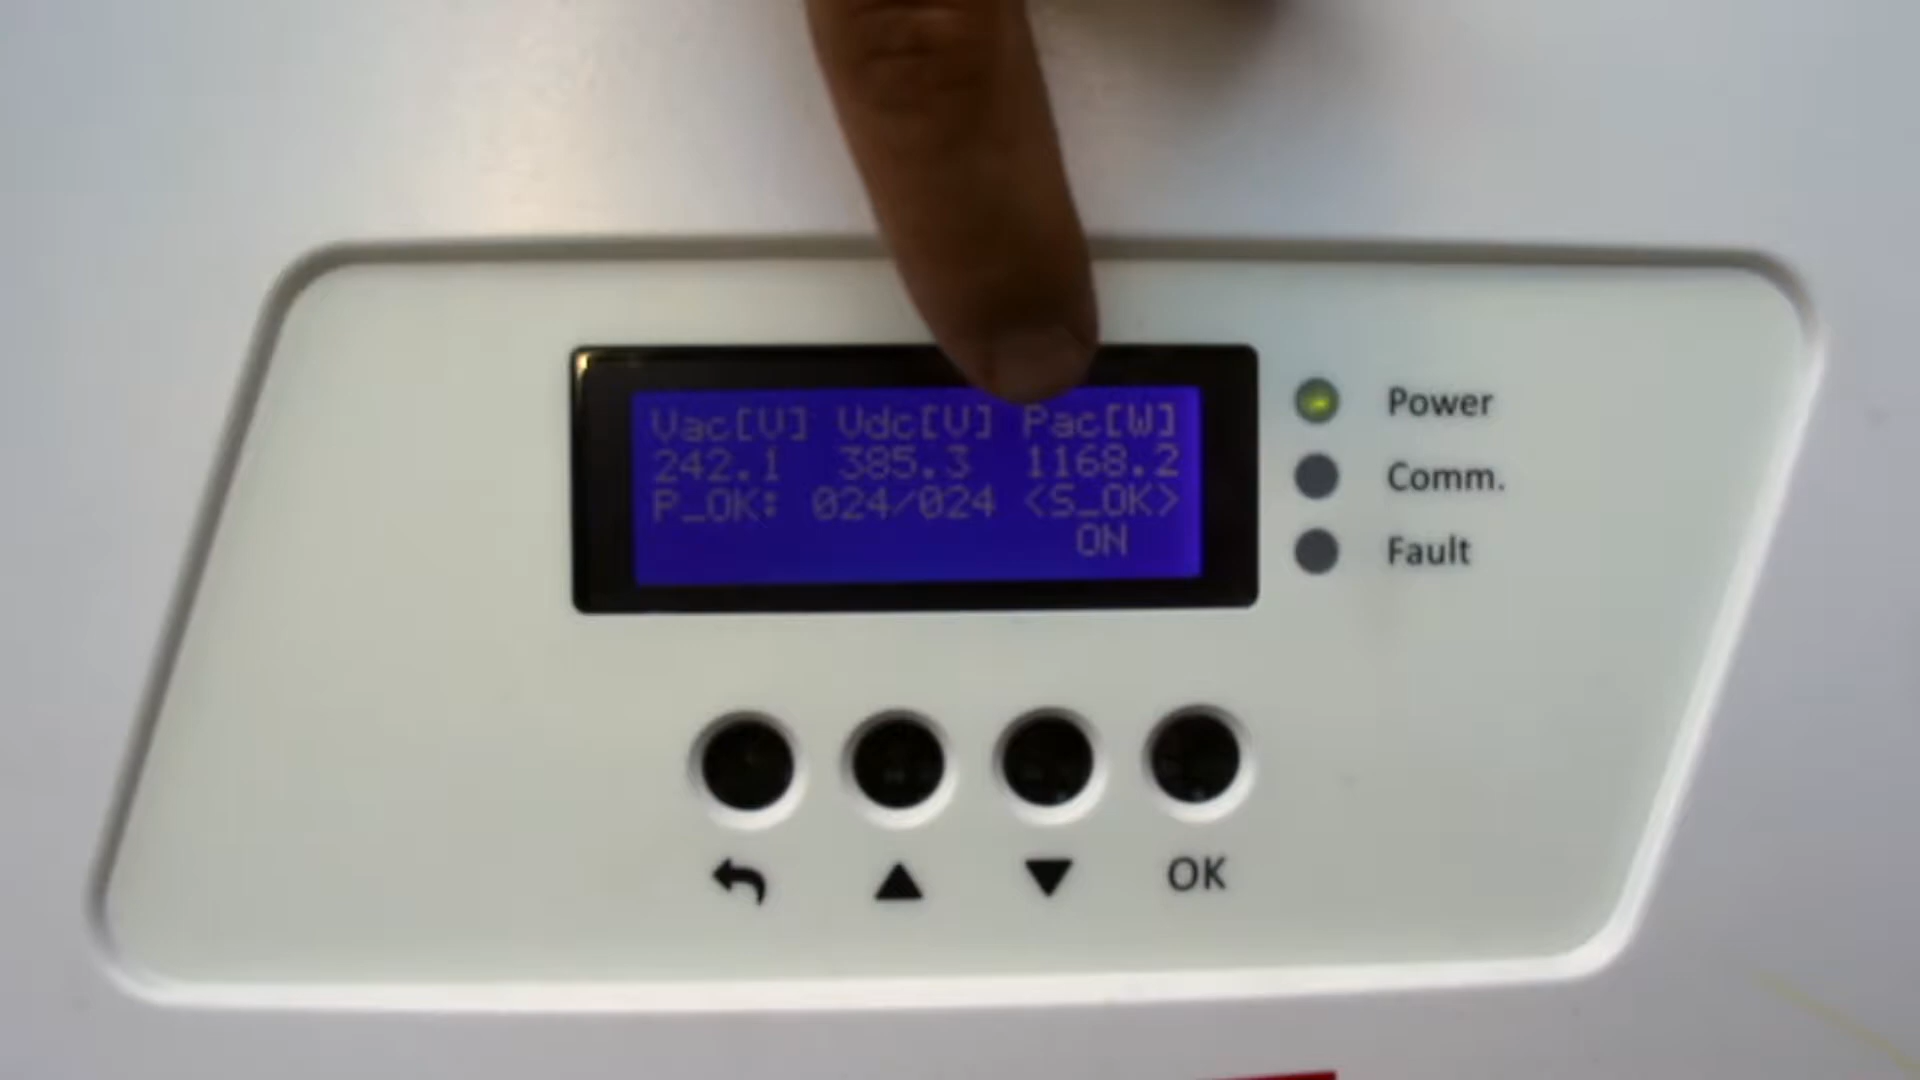 Vac[V] Vdc[V] Pac[W]
242.1 385.3 1168.2
P_OK: 024/024 <S_OK>
ON
Power
Comm.
Fault
OK